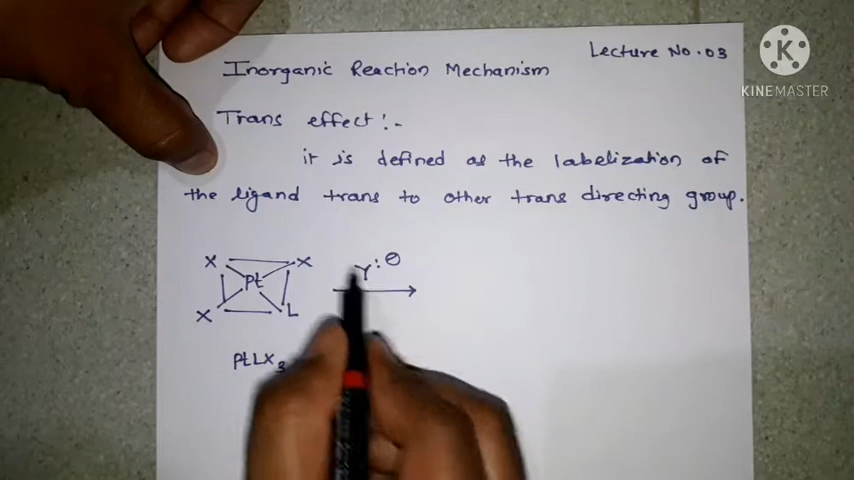 Lecture No. 03
Inorganic Reaction Mechanism
K
KINEMASTER
Trans effect :-
it is defined as the labelization of
the ligand trans to other trans directing group.
X X
Pt
X L
Y:⊖
PtLX3